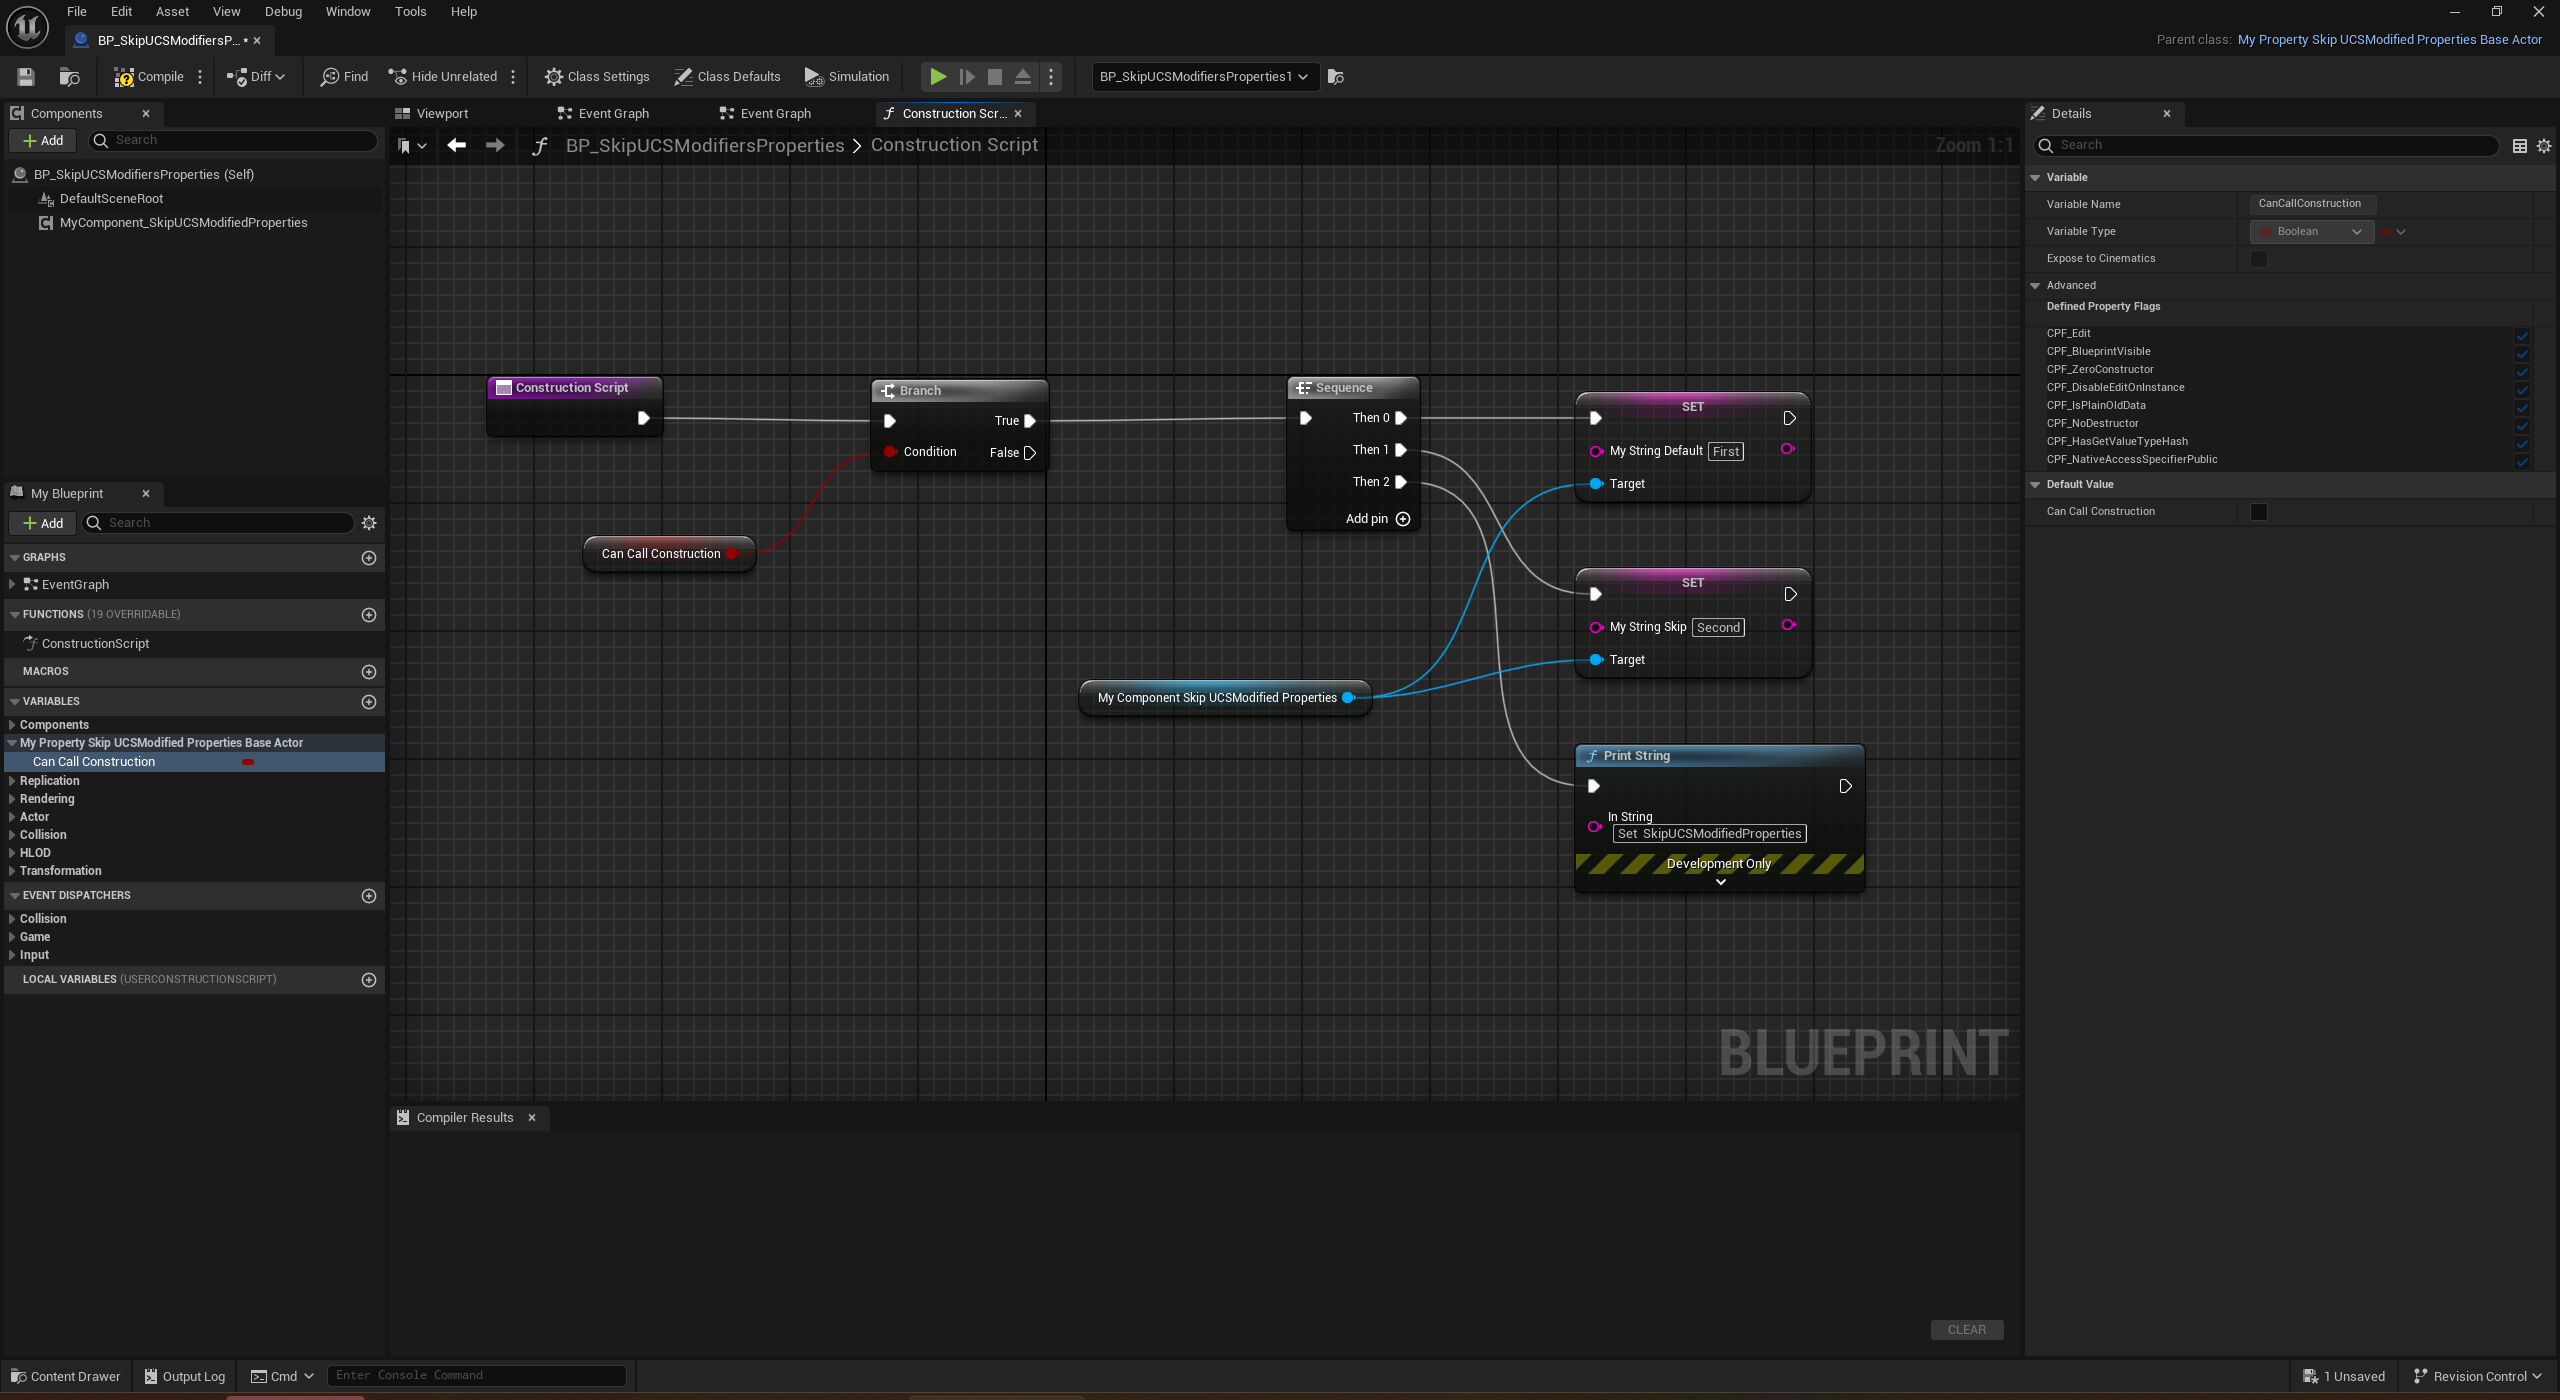 File Edit Asset View Debug Window Tools Help
BP_SkipUCSModifiersP... •
Parent class: My Property Skip UCSModified Properties Base Actor
Compile
Diff
Find
Hide Unrelated
Class Settings
Class Defaults
Simulation
BP_SkipUCSModifiersProperties1
Components
Add
Search
BP_SkipUCSModifiersProperties (Self)
DefaultSceneRoot
MyComponent_SkipUCSModifiedProperties
My Blueprint
Add
Search
GRAPHS
EventGraph
FUNCTIONS (19 OVERRIDABLE)
ConstructionScript
MACROS
VARIABLES
Components
My Property Skip UCSModified Properties Base Actor
Can Call Construction
Replication
Rendering
Actor
Collision
HLOD
Transformation
EVENT DISPATCHERS
Collision
Game
Input
LOCAL VARIABLES (USERCONSTRUCTIONSCRIPT)
Viewport
Event Graph
Event Graph
Construction Scr...
BP_SkipUCSModifiersProperties > Construction Script
Zoom 1:1
Construction Script
Branch
True
Condition
False
Can Call Construction
Sequence
Then 0
Then 1
Then 2
Add pin
My Component Skip UCSModified Properties
SET
My String Default First
Target
SET
My String Skip Second
Target
Print String
In String
Set SkipUCSModifiedProperties
Development Only
BLUEPRINT
Compiler Results
CLEAR
Details
Search
Variable
Variable Name CanCallConstruction
Variable Type Boolean
Expose to Cinematics
Advanced
Defined Property Flags
CPF_Edit
CPF_BlueprintVisible
CPF_ZeroConstructor
CPF_DisableEditOnInstance
CPF_IsPlainOldData
CPF_NoDestructor
CPF_HasGetValueTypeHash
CPF_NativeAccessSpecifierPublic
Default Value
Can Call Construction
Content Drawer
Output Log
Cmd
Enter Console Command
1 Unsaved
Revision Control